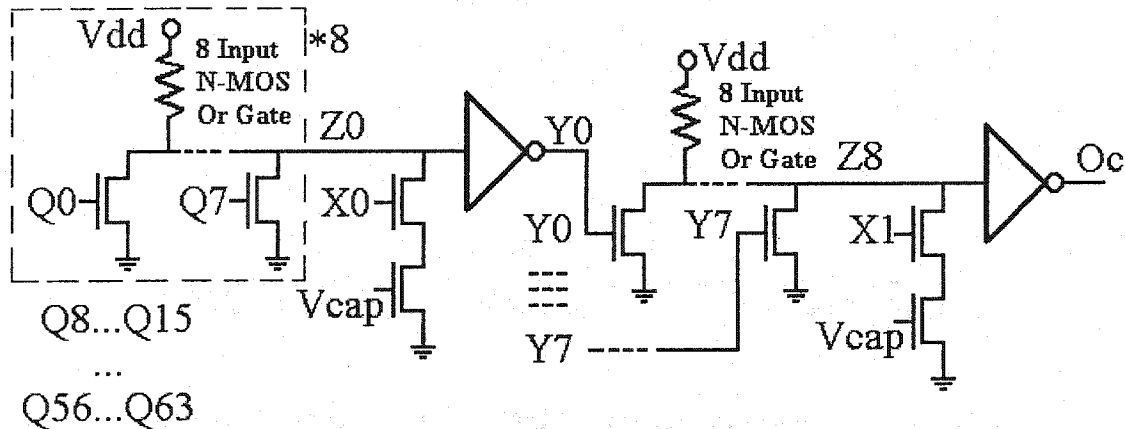 Vdd
8 Input
N-MOS
Or Gate
*8
Q0
Q7
Z0
X0
Vcap
Y0
Q8...Q15
...
Q56...Q63
Vdd
8 Input
N-MOS
Or Gate
Z8
Y0
Y7
Y7
X1
Vcap
Oc